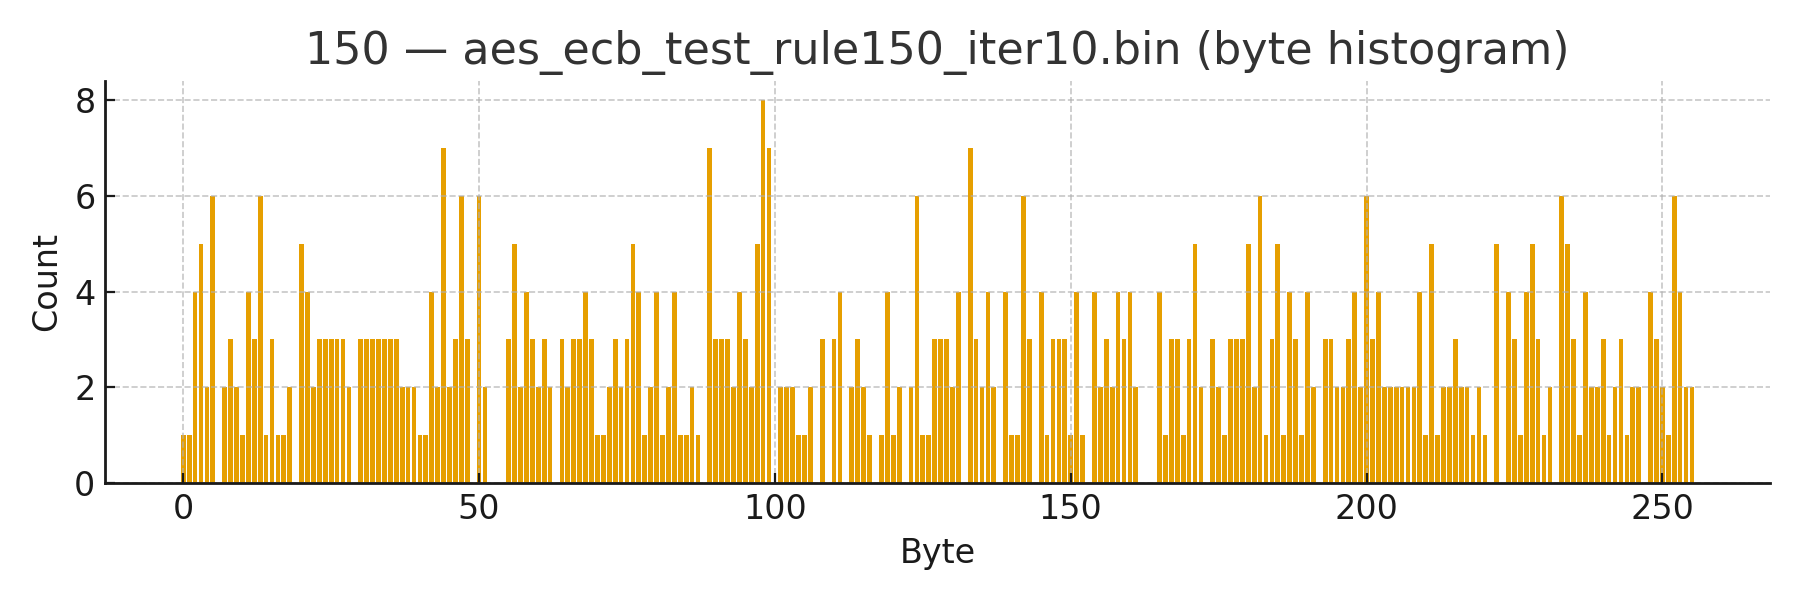 150 — aes_ecb_test_rule150_iter10.bin (byte histogram)
8
6
4
2
0
Count
0 50 100 150 200 250
Byte